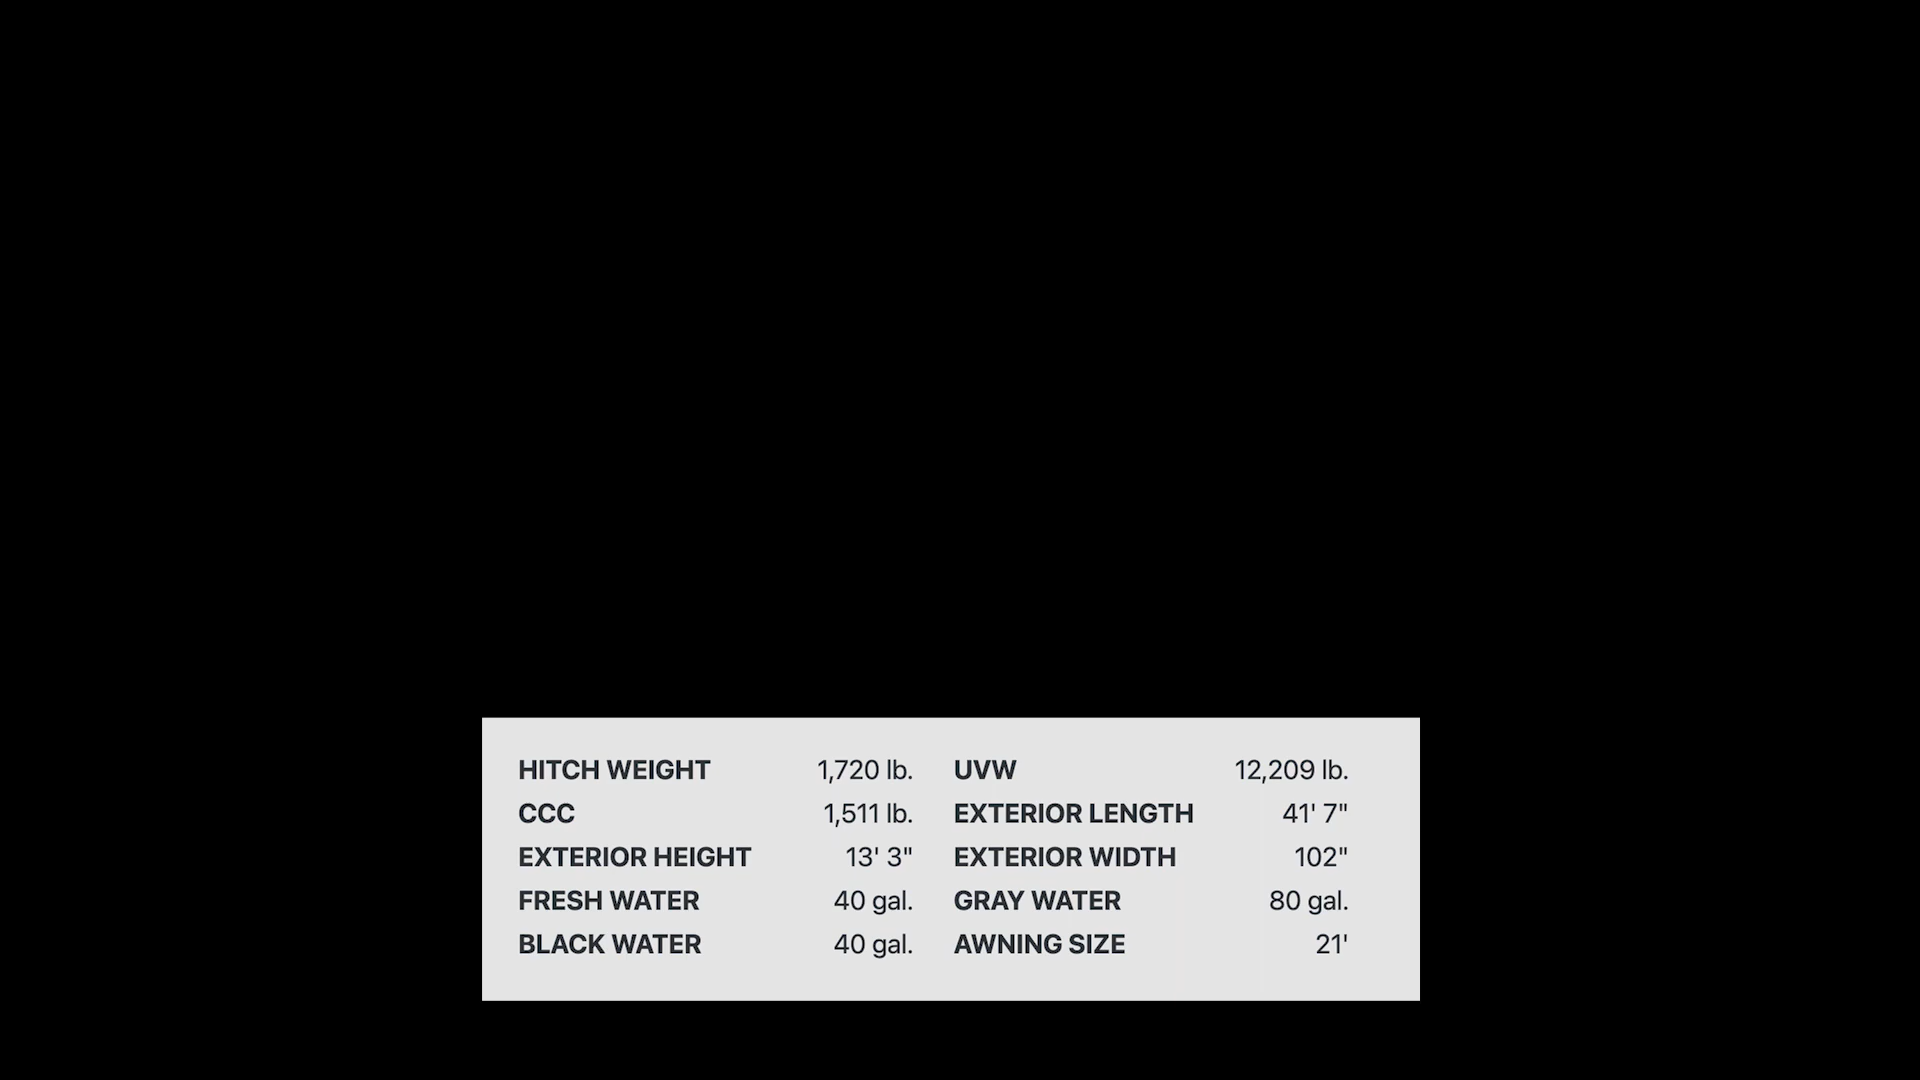 HITCH WEIGHT 1,720 lb. UVW 12,209 lb.
CCC 1,511 lb. EXTERIOR LENGTH 41' 7"
EXTERIOR HEIGHT 13' 3" EXTERIOR WIDTH 102"
FRESH WATER 40 gal. GRAY WATER 80 gal.
BLACK WATER 40 gal. AWNING SIZE 21'